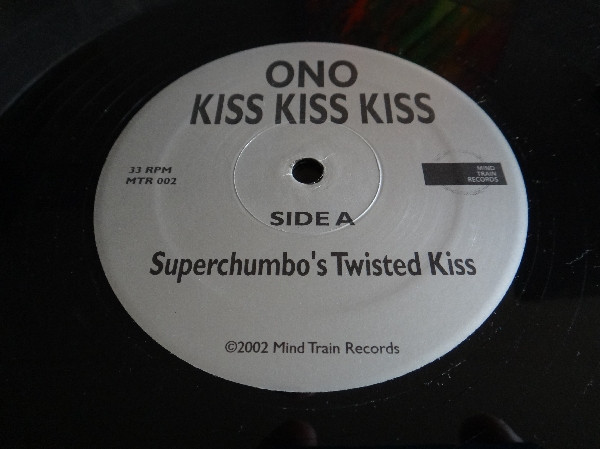 ONO
KISS KISS KISS
33 RPM
MTR 002
MIND
TRAIN
RECORDS
SIDE A
Superchumbo's Twisted Kiss
©2002 Mind Train Records